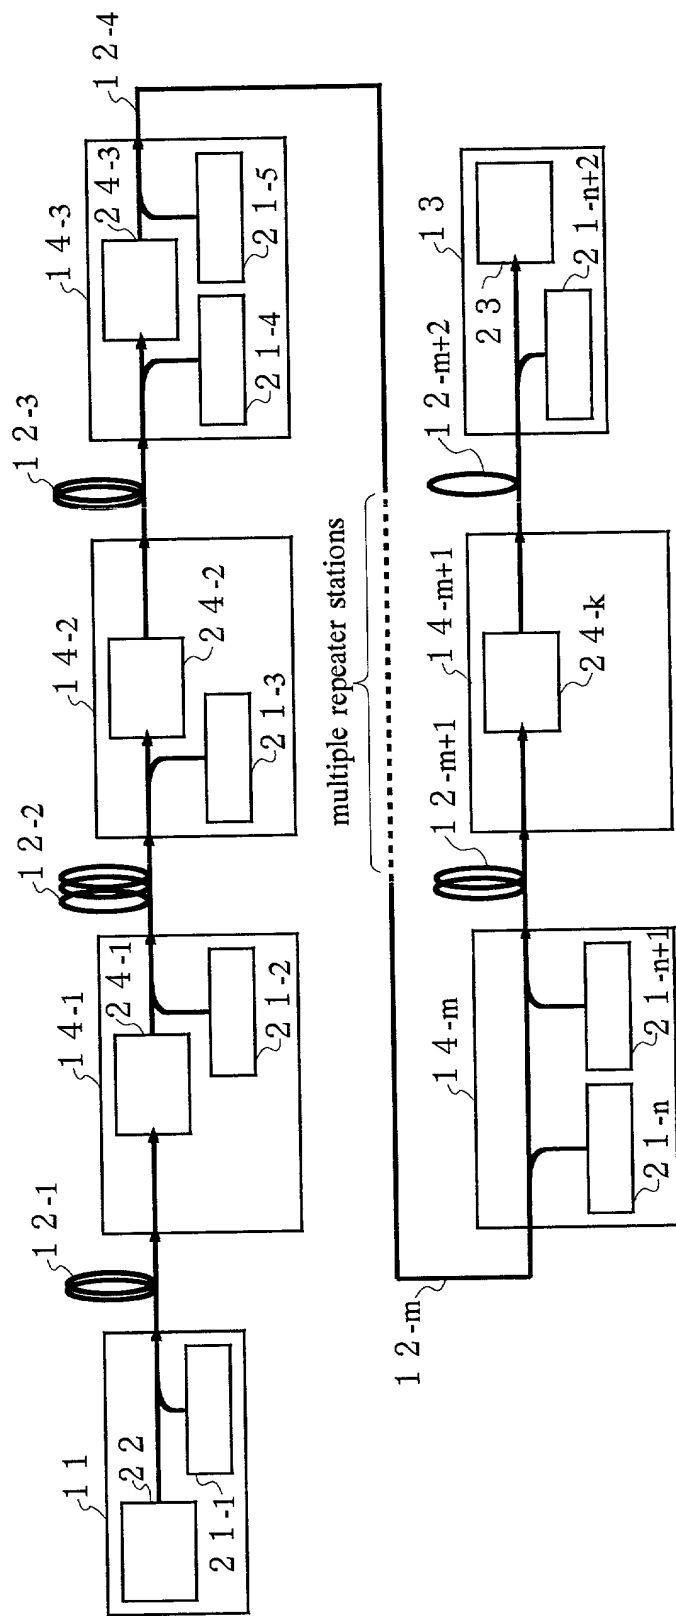 1 1
2 2
2 1-1
1 2-1
1 4-1
2 4-1
2 1-2
1 2-2
1 4-2
2 4-2
2 1-3
1 2-3
1 4-3
2 4-3
2 1-4
2 1-5
1 2-4
multiple repeater stations
1 2-m
1 4-m
2 1-n
2 1-n+1
1 2-m+1
1 4-m+1
2 4-k
1 2-m+2
1 3
2 3
2 1-n+2